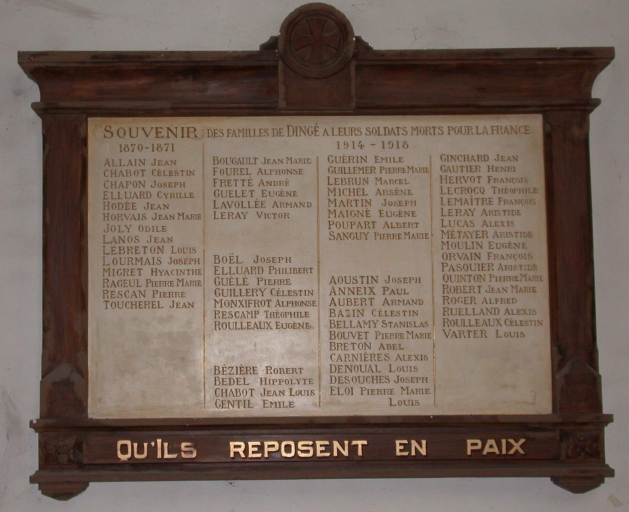 SOUVENIR DES FAMILLES DE DINGÉ A LEURS SOLDATS MORTS POUR LA FRANCE
1870-1871
ALLAIN JEAN
CHABOT CÉLESTIN
CHAPON JOSEPH
ELLUARD CYRILLE
HODÉE JEAN
HORVAIS JEAN MARIE
JOLY ODILE
LANOS JEAN
LEBRETON LOUIS
LOURMAIS JOSEPH
MIGRET HYACINTHE
RAGEUL PIERRE MARIE
RESCAN PIERRE
TOUCHEREL JEAN
1914-1918
BOUGAULT JEAN MARIE
FOUREL ALPHONSE
FRETTÉ ANDRÉ
GUELET EUGÈNE
LAVOLLÉE ARMAND
LERAY VICTOR
BOËL JOSEPH
ELLUARD PHILIBERT
GUÉLÉ PIERRE
GUILLERY CÉLESTIN
MONXIFROT ALPHONSE
RESCAMP THÉOPHILE
ROULLEAUX EUGÈNE
BÉZIÈRE ROBERT
BEDEL HIPPOLYTE
CHABOT JEAN LOUIS
GENTIL EMILE
GUÉRIN EMILE
GUILLEMER PIERRE MARIE
LEBRUN MARCEL
MICHEL ARSÈNE
MARTIN JOSEPH
MAIGNÉ EUGÈNE
POUPART ALBERT
SANGUY PIERRE MARIE
AOUSTIN JOSEPH
ANNEIX PAUL
AUBERT ARMAND
BAZIN CÉLESTIN
BELLAMY STANISLAS
BOUVET PIERRE MARIE
BRETON ABEL
CARNIÈRES ALEXIS
DENOUAL LOUIS
DESOUCHES JOSEPH
ELOI PIERRE MARIE
LOUIS
GINCHARD JEAN
GAUTIER HENRI
HERVOT FRANÇOIS
LECROCQ THÉOPHILE
LEMAÎTRE FRANÇOIS
LERAY ARISTIDE
LUCAS ALEXIS
MÉTAYER ARISTIDE
MOULIN EUGÈNE
ORVAIN FRANÇOIS
PASQUIER ARISTIDE
QUINTON PIERRE MARIE
ROBERT JEAN MARIE
ROGER ALFRED
RUELLAND ALEXIS
ROULLEAUX CÉLESTIN
VARTER LOUIS
QU'ILS REPOSENT EN PAIX